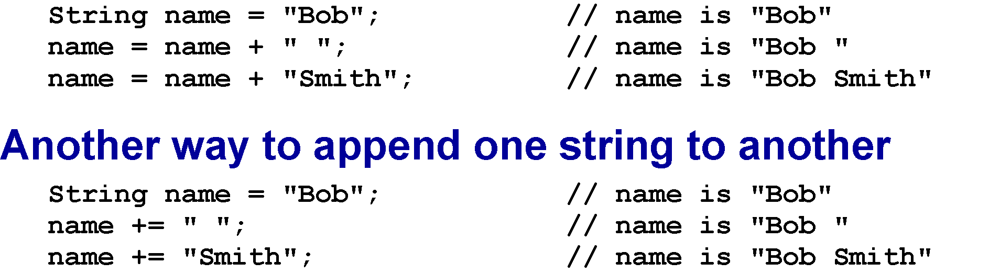 String name = "Bob"; // name is "Bob"
name = name + " "; // name is "Bob "
name = name + "Smith"; // name is "Bob Smith"
Another way to append one string to another
String name = "Bob"; // name is "Bob"
name += " "; // name is "Bob "
name += "Smith"; // name is "Bob Smith"